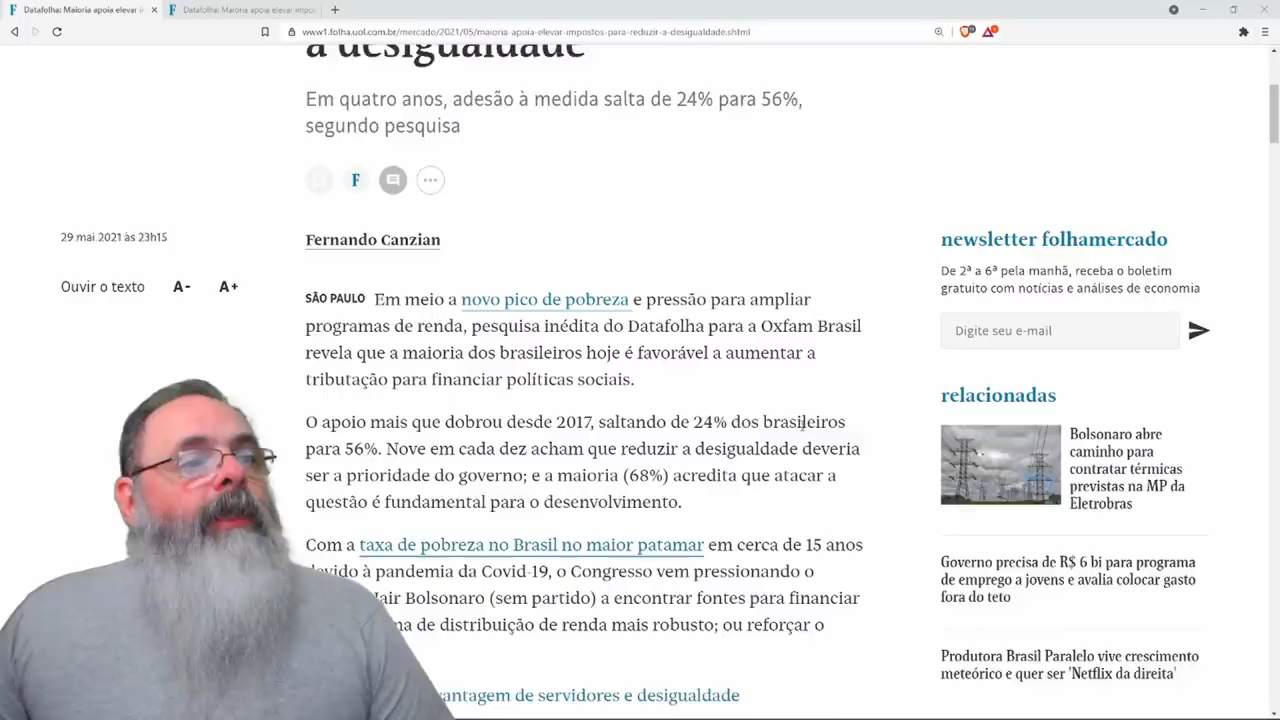 Datafolha: Maioria apoia elevar i
Datafolha: Maioria apoia elevar impo
www1.folha.uol.com.br/mercado/2021/05/maioria-apoia-elevar-impostos-para-reduzir-a-desigualdade.shtml
a desigualdade
Em quatro anos, adesão à medida salta de 24% para 56%,
segundo pesquisa
F
29.mai.2021 às 23h15
Ouvir o texto A- A+
Fernando Canzian
SÃO PAULO Em meio a novo pico de pobreza e pressão para ampliar
programas de renda, pesquisa inédita do Datafolha para a Oxfam Brasil
revela que a maioria dos brasileiros hoje é favorável a aumentar a
tributação para financiar políticas sociais.
O apoio mais que dobrou desde 2017, saltando de 24% dos brasileiros
para 56%. Nove em cada dez acham que reduzir a desigualdade deveria
ser a prioridade do governo; e a maioria (68%) acredita que atacar a
questão é fundamental para o desenvolvimento.
Com a taxa de pobreza no Brasil no maior patamar em cerca de 15 anos
devido à pandemia da Covid-19, o Congresso vem pressionando o
Jair Bolsonaro (sem partido) a encontrar fontes para financiar
de distribuição de renda mais robusto; ou reforçar o
vantagem de servidores e desigualdade
newsletter folhamercado
De 2ª a 6ª pela manhã, receba o boletim
gratuito com notícias e análises de economia
Digite seu e-mail
relacionadas
Bolsonaro abre
caminho para
contratar térmicas
previstas na MP da
Eletrobras
Governo precisa de R$ 6 bi para programa
de emprego a jovens e avalia colocar gasto
fora do teto
Produtora Brasil Paralelo vive crescimento
meteórico e quer ser 'Netflix da direita'